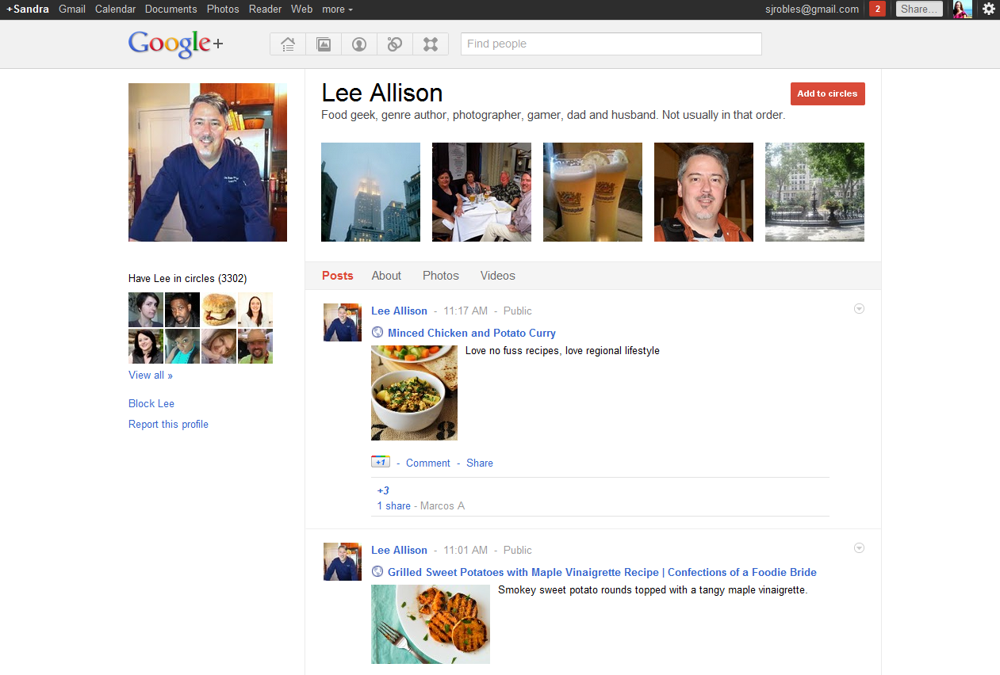 +Sandra Gmail Calendar Documents Photos Reader Web more
sjrobles@gmail.com 2 Share...
Google+
Find people
Lee Allison
Add to circles
Food geek, genre author, photographer, gamer, dad and husband. Not usually in that order.
Have Lee in circles (3302)
View all »
Block Lee
Report this profile
Posts About Photos Videos
Lee Allison - 11:17 AM - Public
Minced Chicken and Potato Curry
Love no fuss recipes, love regional lifestyle
+1 - Comment - Share
+3
1 share - Marcos A
Lee Allison - 11:01 AM - Public
Grilled Sweet Potatoes with Maple Vinaigrette Recipe | Confections of a Foodie Bride
Smokey sweet potato rounds topped with a tangy maple vinaigrette.